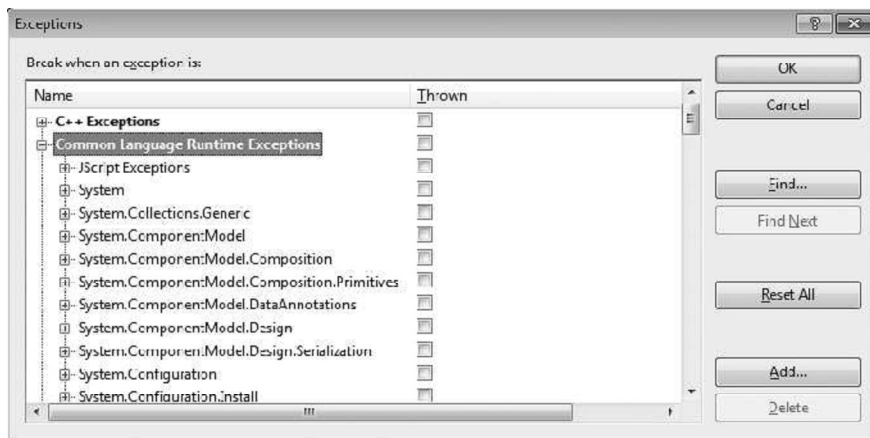 Exceptions
Break when an exception is:
Name Thrown
C++ Exceptions
Common Language Runtime Exceptions
JScript Exceptions
System
System.Collections.Generic
System.ComponentModel
System.ComponentModel.Composition
System.ComponentModel.Composition.Primitives
System.ComponentModel.DataAnnotations
System.ComponentModel.Design
System.ComponentModel.Design.Serialization
System.Configuration
System.Configuration.Install
OK
Cancel
Find...
Find Next
Reset All
Add...
Delete